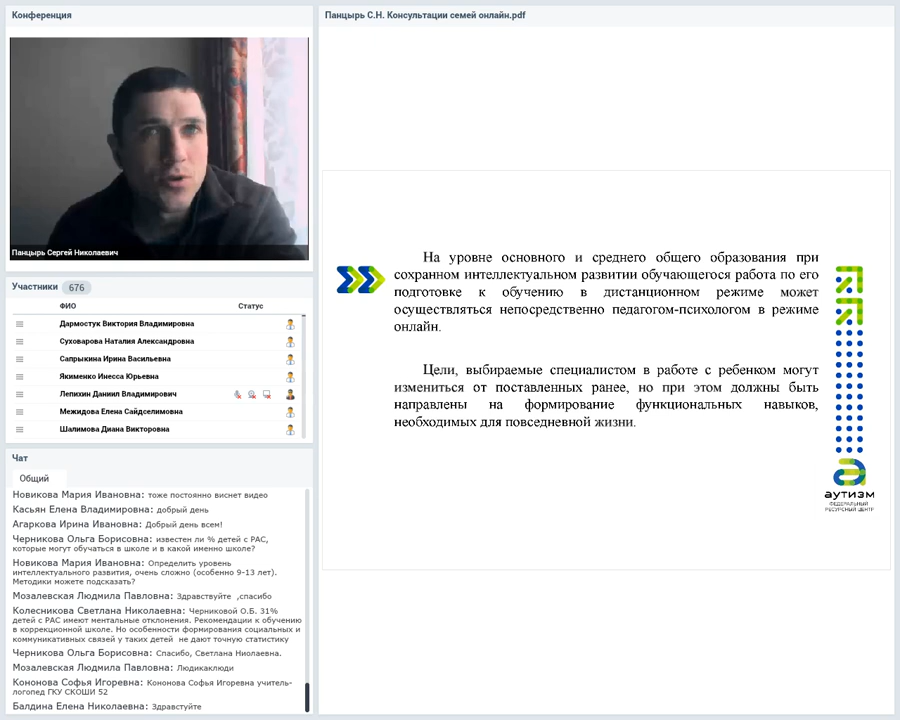 Конференция
Панцырь Сергей Николаевич
Участники 676
ФИО Статус
Дармостук Виктория Владимировна
Суховарова Наталия Александровна
Сапрыкина Ирина Васильевна
Якименко Инесса Юрьевна
Лепихин Даниил Владимирович
Межидова Елена Сайдселимовна
Шалимова Диана Викторовна
Чат
Общий
Новикова Мария Ивановна: тоже постоянно виснет видео
Касьян Елена Владимировна: добрый день
Агаркова Ирина Ивановна: Добрый день всем!
Черникова Ольга Борисовна: известен ли % детей с РАС,
которые могут обучаться в школе и в какой именно школе?
Новикова Мария Ивановна: Определить уровень
интеллектуального развития, очень сложно (особенно 9-13 лет).
Методики можете подсказать?
Мозалевская Людмила Павловна: Здравствуйте ,спасибо
Колесникова Светлана Николаевна: Черниковой О.Б. 31%
детей с РАС имеют ментальные отклонения. Рекомендации к обучению
в коррекционной школе. Но особенности формирования социальных и
коммуникативных связей у таких детей не дают точную статистику
Черникова Ольга Борисовна: Спасибо, Светлана Ниолаевна.
Мозалевская Людмила Павловна: Людикаклюди
Кононова Софья Игоревна: Кононова Софья Игоревна учитель-
логопед ГКУ СКОШИ 52
Балдина Елена Николаевна: Здравстуйте
Панцырь С.Н. Консультации семей онлайн.pdf
На уровне основного и среднего общего образования при
сохранном интеллектуальном развитии обучающегося работа по его
подготовке к обучению в дистанционном режиме может
осуществляться непосредственно педагогом-психологом в режиме
онлайн.
Цели, выбираемые специалистом в работе с ребенком могут
измениться от поставленных ранее, но при этом должны быть
направлены на формирование функциональных навыков,
необходимых для повседневной жизни.
аутизм
ФЕДЕРАЛЬНЫЙ
РЕСУРСНЫЙ ЦЕНТР